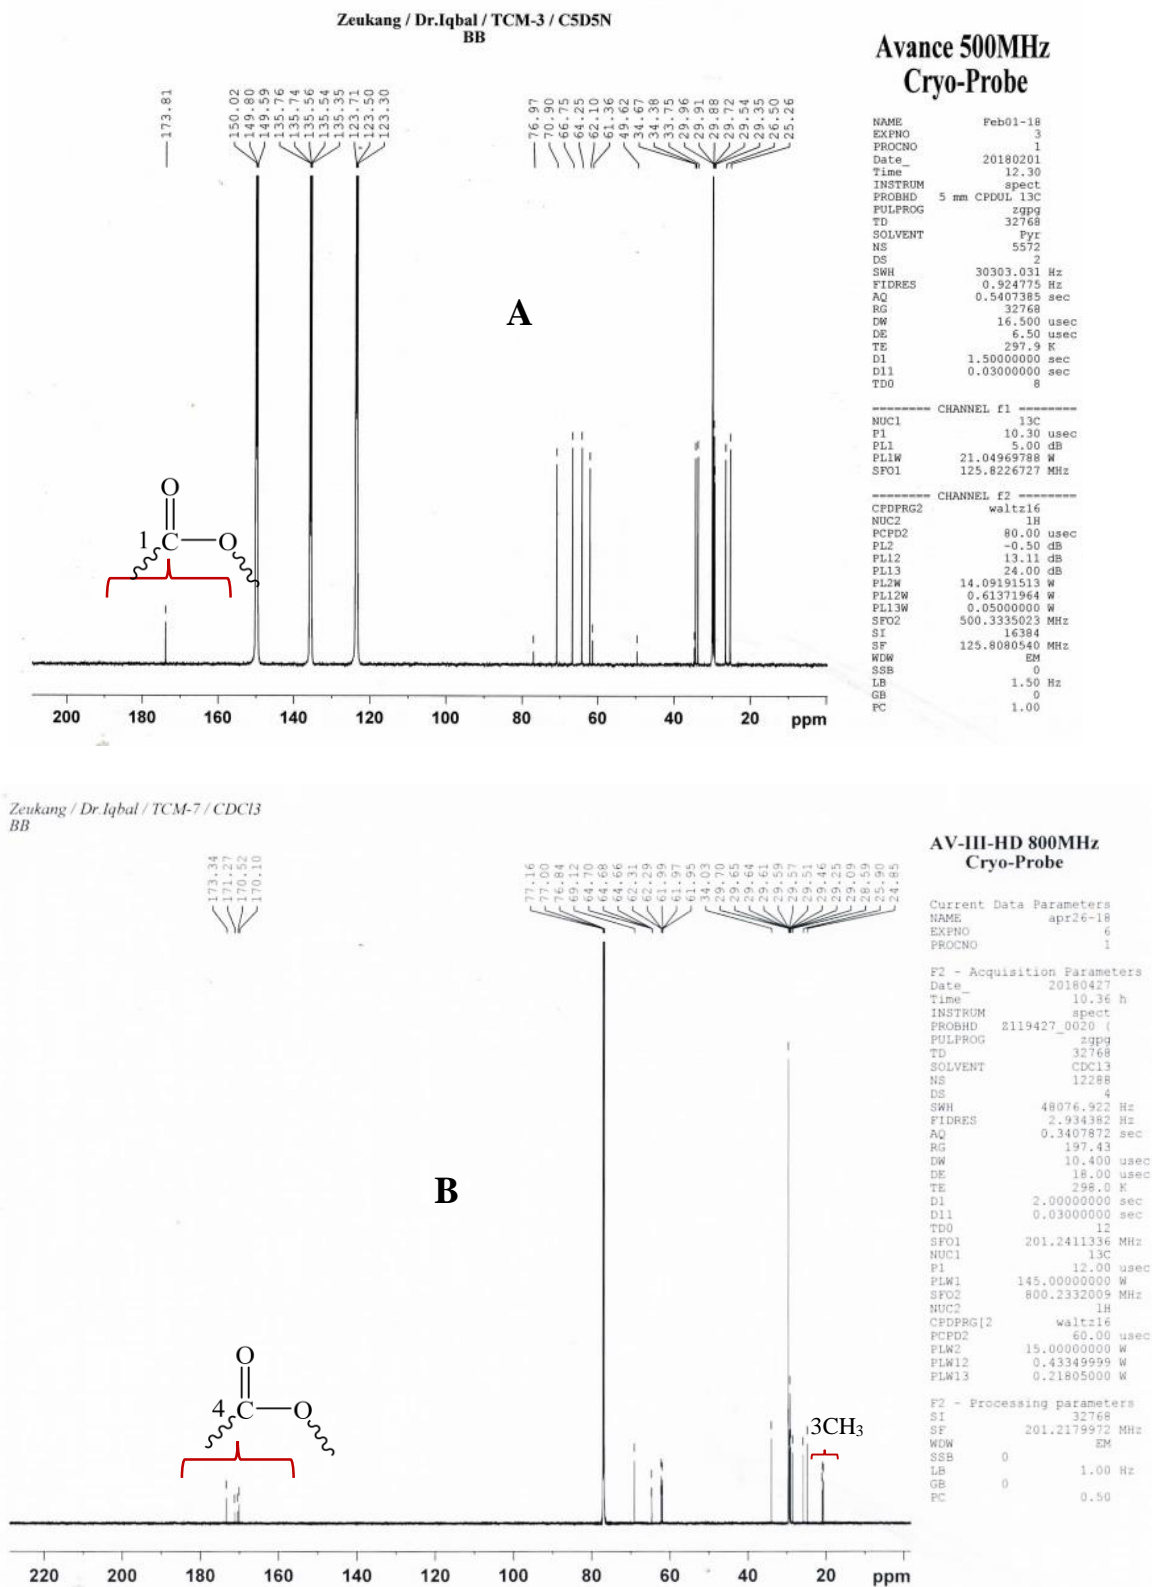 Zeukang / Dr.Iqbal / TCM-3 / C5D5N
BB
Avance 500MHz
Cryo-Probe
173.81
150.02
149.80
149.59
135.76
135.74
135.56
135.54
135.35
123.71
123.50
123.30
76.97
70.90
66.75
64.25
62.10
61.36
49.62
34.67
34.38
33.75
29.96
29.91
29.88
29.72
29.54
29.35
26.50
25.26
NAME Feb01-18
EXPNO 3
PROCNO 1
Date_ 20180201
Time 12.30
INSTRUM spect
PROBHD 5 mm CPDUL 13C
PULPROG zgpg
TD 32768
SOLVENT Pyr
NS 5572
DS 2
SWH 30303.031 Hz
FIDRES 0.924775 Hz
AQ 0.5407385 sec
RG 32768
DW 16.500 usec
DE 6.50 usec
TE 297.9 K
D1 1.50000000 sec
D11 0.03000000 sec
TD0 8
======== CHANNEL f1 ========
NUC1 13C
P1 10.30 usec
PL1 5.00 dB
PL1W 21.04969788 W
SFO1 125.8226727 MHz
======== CHANNEL f2 ========
CPDPRG2 waltz16
NUC2 1H
PCPD2 80.00 usec
PL2 -0.50 dB
PL12 13.11 dB
PL13 24.00 dB
PL2W 14.09191513 W
PL12W 0.61371964 W
PL13W 0.05000000 W
SFO2 500.3335023 MHz
SI 16384
SF 125.8080540 MHz
WDW EM
SSB 0
LB 1.50 Hz
GB 0
PC 1.00
A
O
1 C O
200 180 160 140 120 100 80 60 40 20 ppm
Zeukang / Dr.Iqbal / TCM-7 / CDCl3
BB
AV-III-HD 800MHz
Cryo-Probe
173.34
171.27
170.52
170.10
77.16
77.00
76.84
69.12
64.70
64.68
64.66
62.31
62.29
61.99
61.97
61.95
34.03
29.70
29.65
29.64
29.61
29.59
29.57
29.51
29.46
29.25
29.09
28.59
25.90
24.85
Current Data Parameters
NAME apr26-18
EXPNO 6
PROCNO 1
F2 - Acquisition Parameters
Date_ 20180427
Time 10.36 h
INSTRUM spect
PROBHD Z119427_0020 (
PULPROG zgpg
TD 32768
SOLVENT CDCl3
NS 12288
DS 4
SWH 48076.922 Hz
FIDRES 2.934382 Hz
AQ 0.3407872 sec
RG 197.43
DW 10.400 usec
DE 18.00 usec
TE 298.0 K
D1 2.00000000 sec
D11 0.03000000 sec
TD0 12
SFO1 201.2411336 MHz
NUC1 13C
P1 12.00 usec
PLW1 145.00000000 W
SFO2 800.2332009 MHz
NUC2 1H
CPDPRG[2 waltz16
PCPD2 60.00 usec
PLW2 15.00000000 W
PLW12 0.43349999 W
PLW13 0.21805000 W
F2 - Processing parameters
SI 32768
SF 201.2179972 MHz
WDW EM
SSB 0
LB 1.00 Hz
GB 0
PC 0.50
B
O
4 C O
3CH₃
220 200 180 160 140 120 100 80 60 40 20 ppm